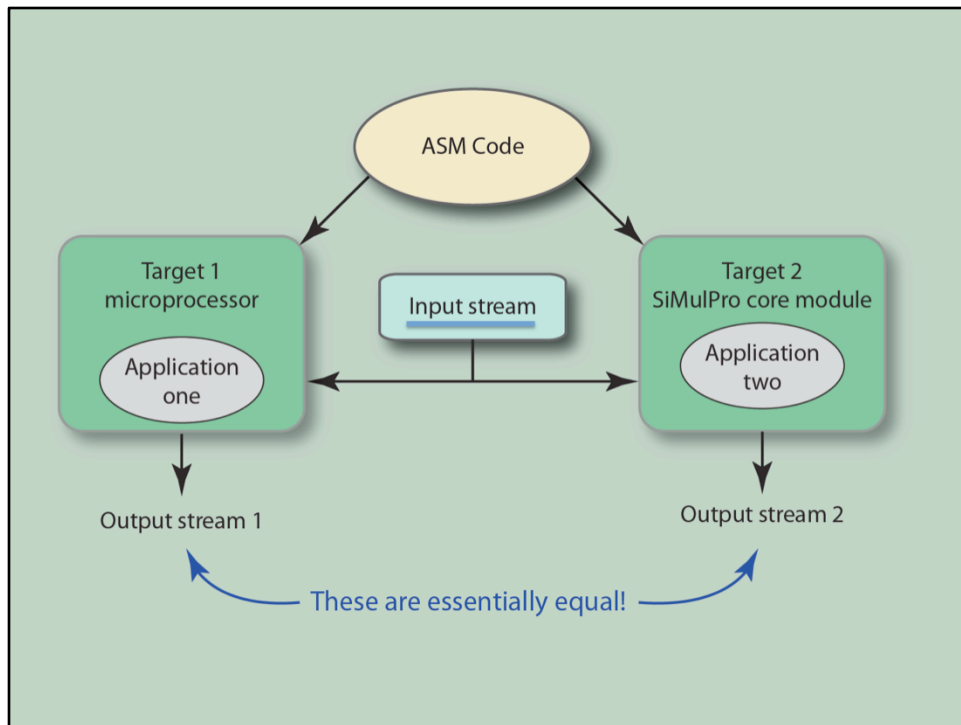 ASM Code
Target 1
microprocessor
Application
one
Input stream
Target 2
SiMulPro core module
Application
two
Output stream 1
Output stream 2
These are essentially equal!